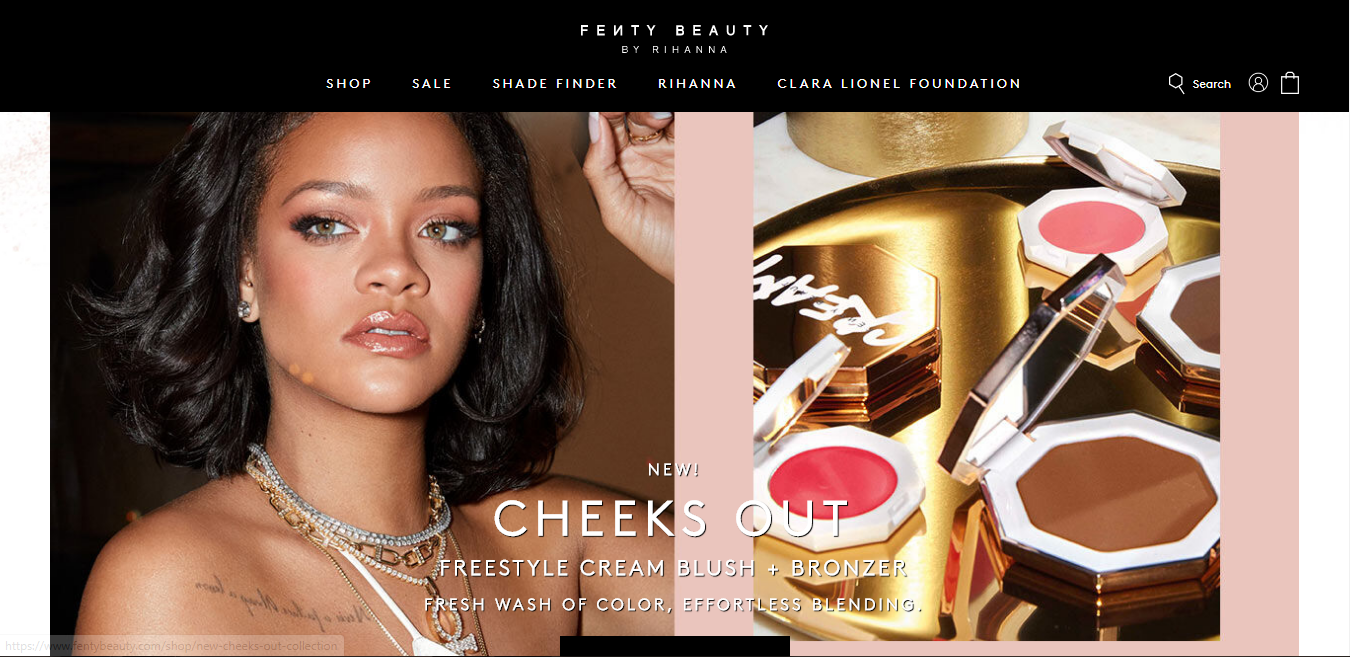 FENTY BEAUTY
BY RIHANNA
SHOP SALE SHADE FINDER RIHANNA CLARA LIONEL FOUNDATION Search
NEW!
CHEEKS OUT
FREESTYLE CREAM BLUSH + BRONZER
FRESH WASH OF COLOR, EFFORTLESS BLENDING.
https://www.fentybeauty.com/shop/new-cheeks-out-collection